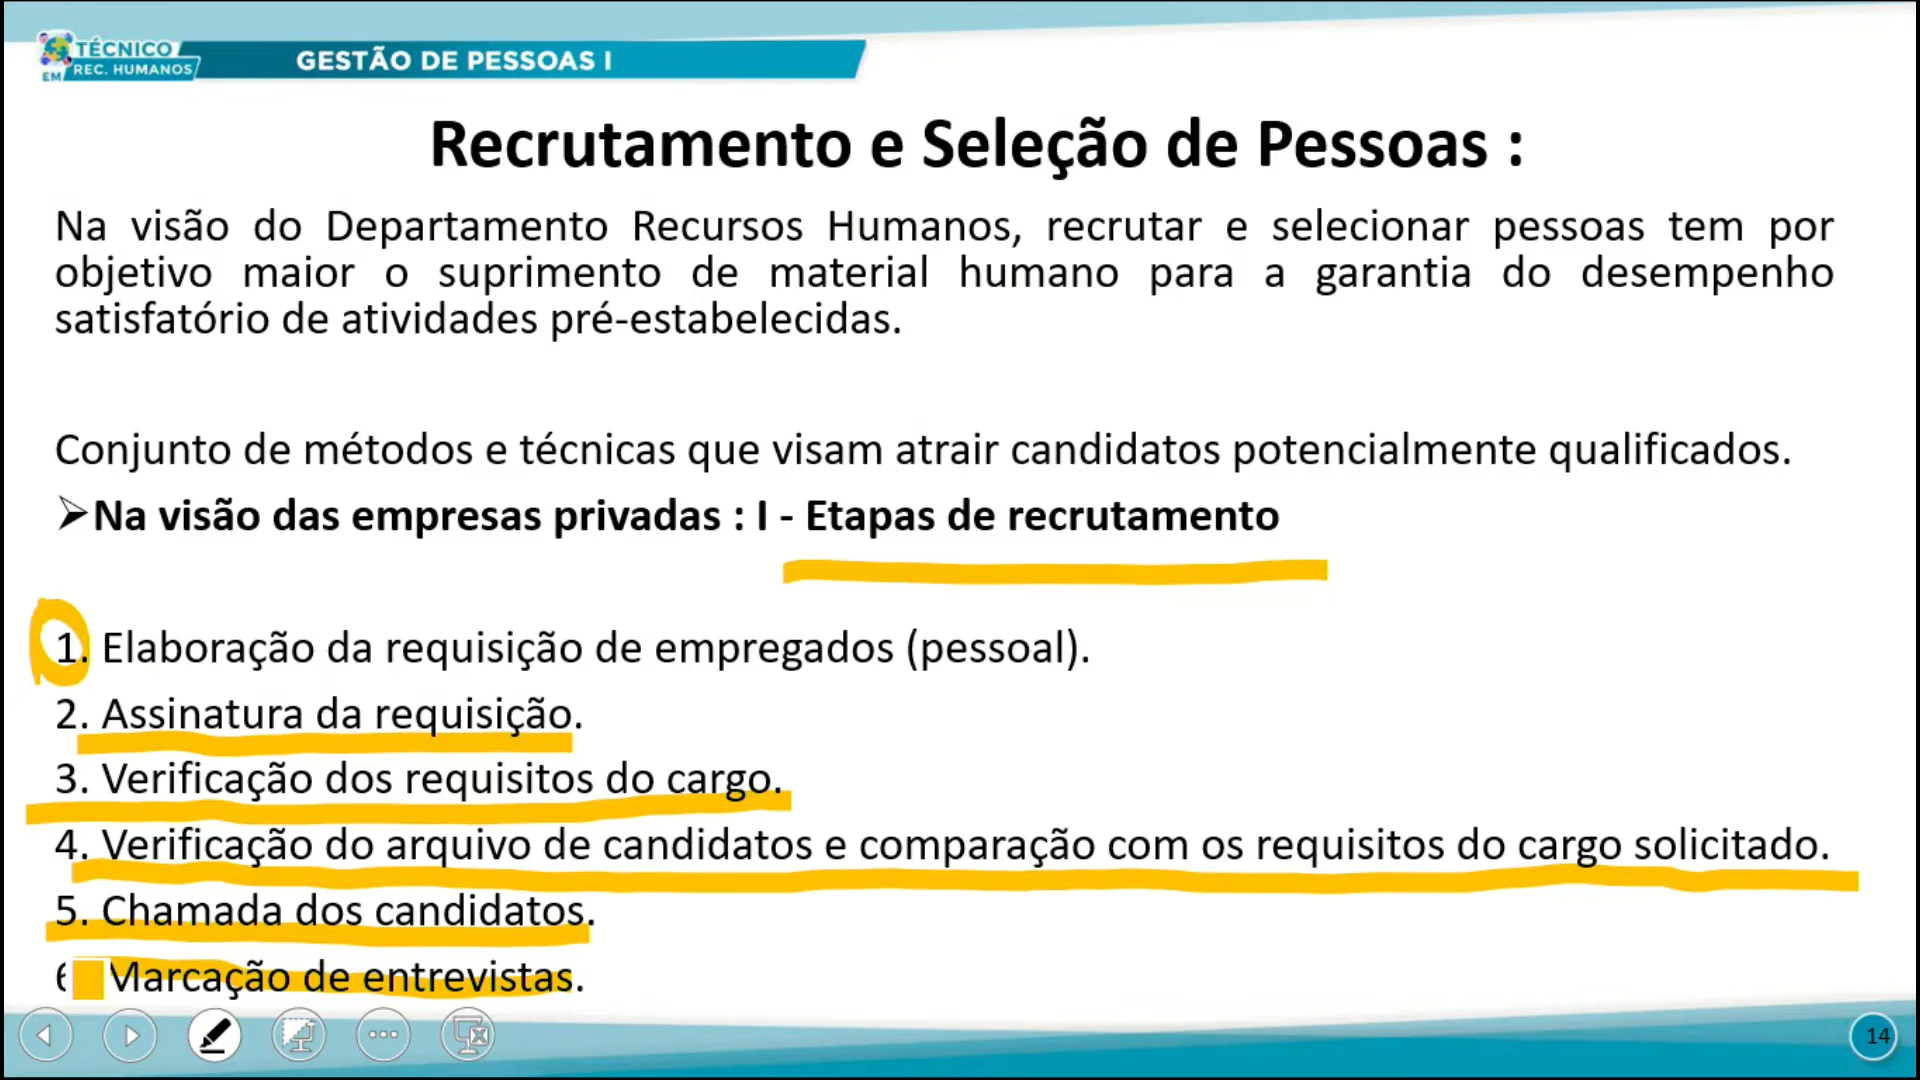 TÉCNICO
EM REC. HUMANOS
GESTÃO DE PESSOAS I
Recrutamento e Seleção de Pessoas :
Na visão do Departamento Recursos Humanos, recrutar e selecionar pessoas tem por
objetivo maior o suprimento de material humano para a garantia do desempenho
satisfatório de atividades pré-estabelecidas.
Conjunto de métodos e técnicas que visam atrair candidatos potencialmente qualificados.
➢Na visão das empresas privadas : I - Etapas de recrutamento
1. Elaboração da requisição de empregados (pessoal).
2. Assinatura da requisição.
3. Verificação dos requisitos do cargo.
4. Verificação do arquivo de candidatos e comparação com os requisitos do cargo solicitado.
5. Chamada dos candidatos.
6 Marcação de entrevistas.
14